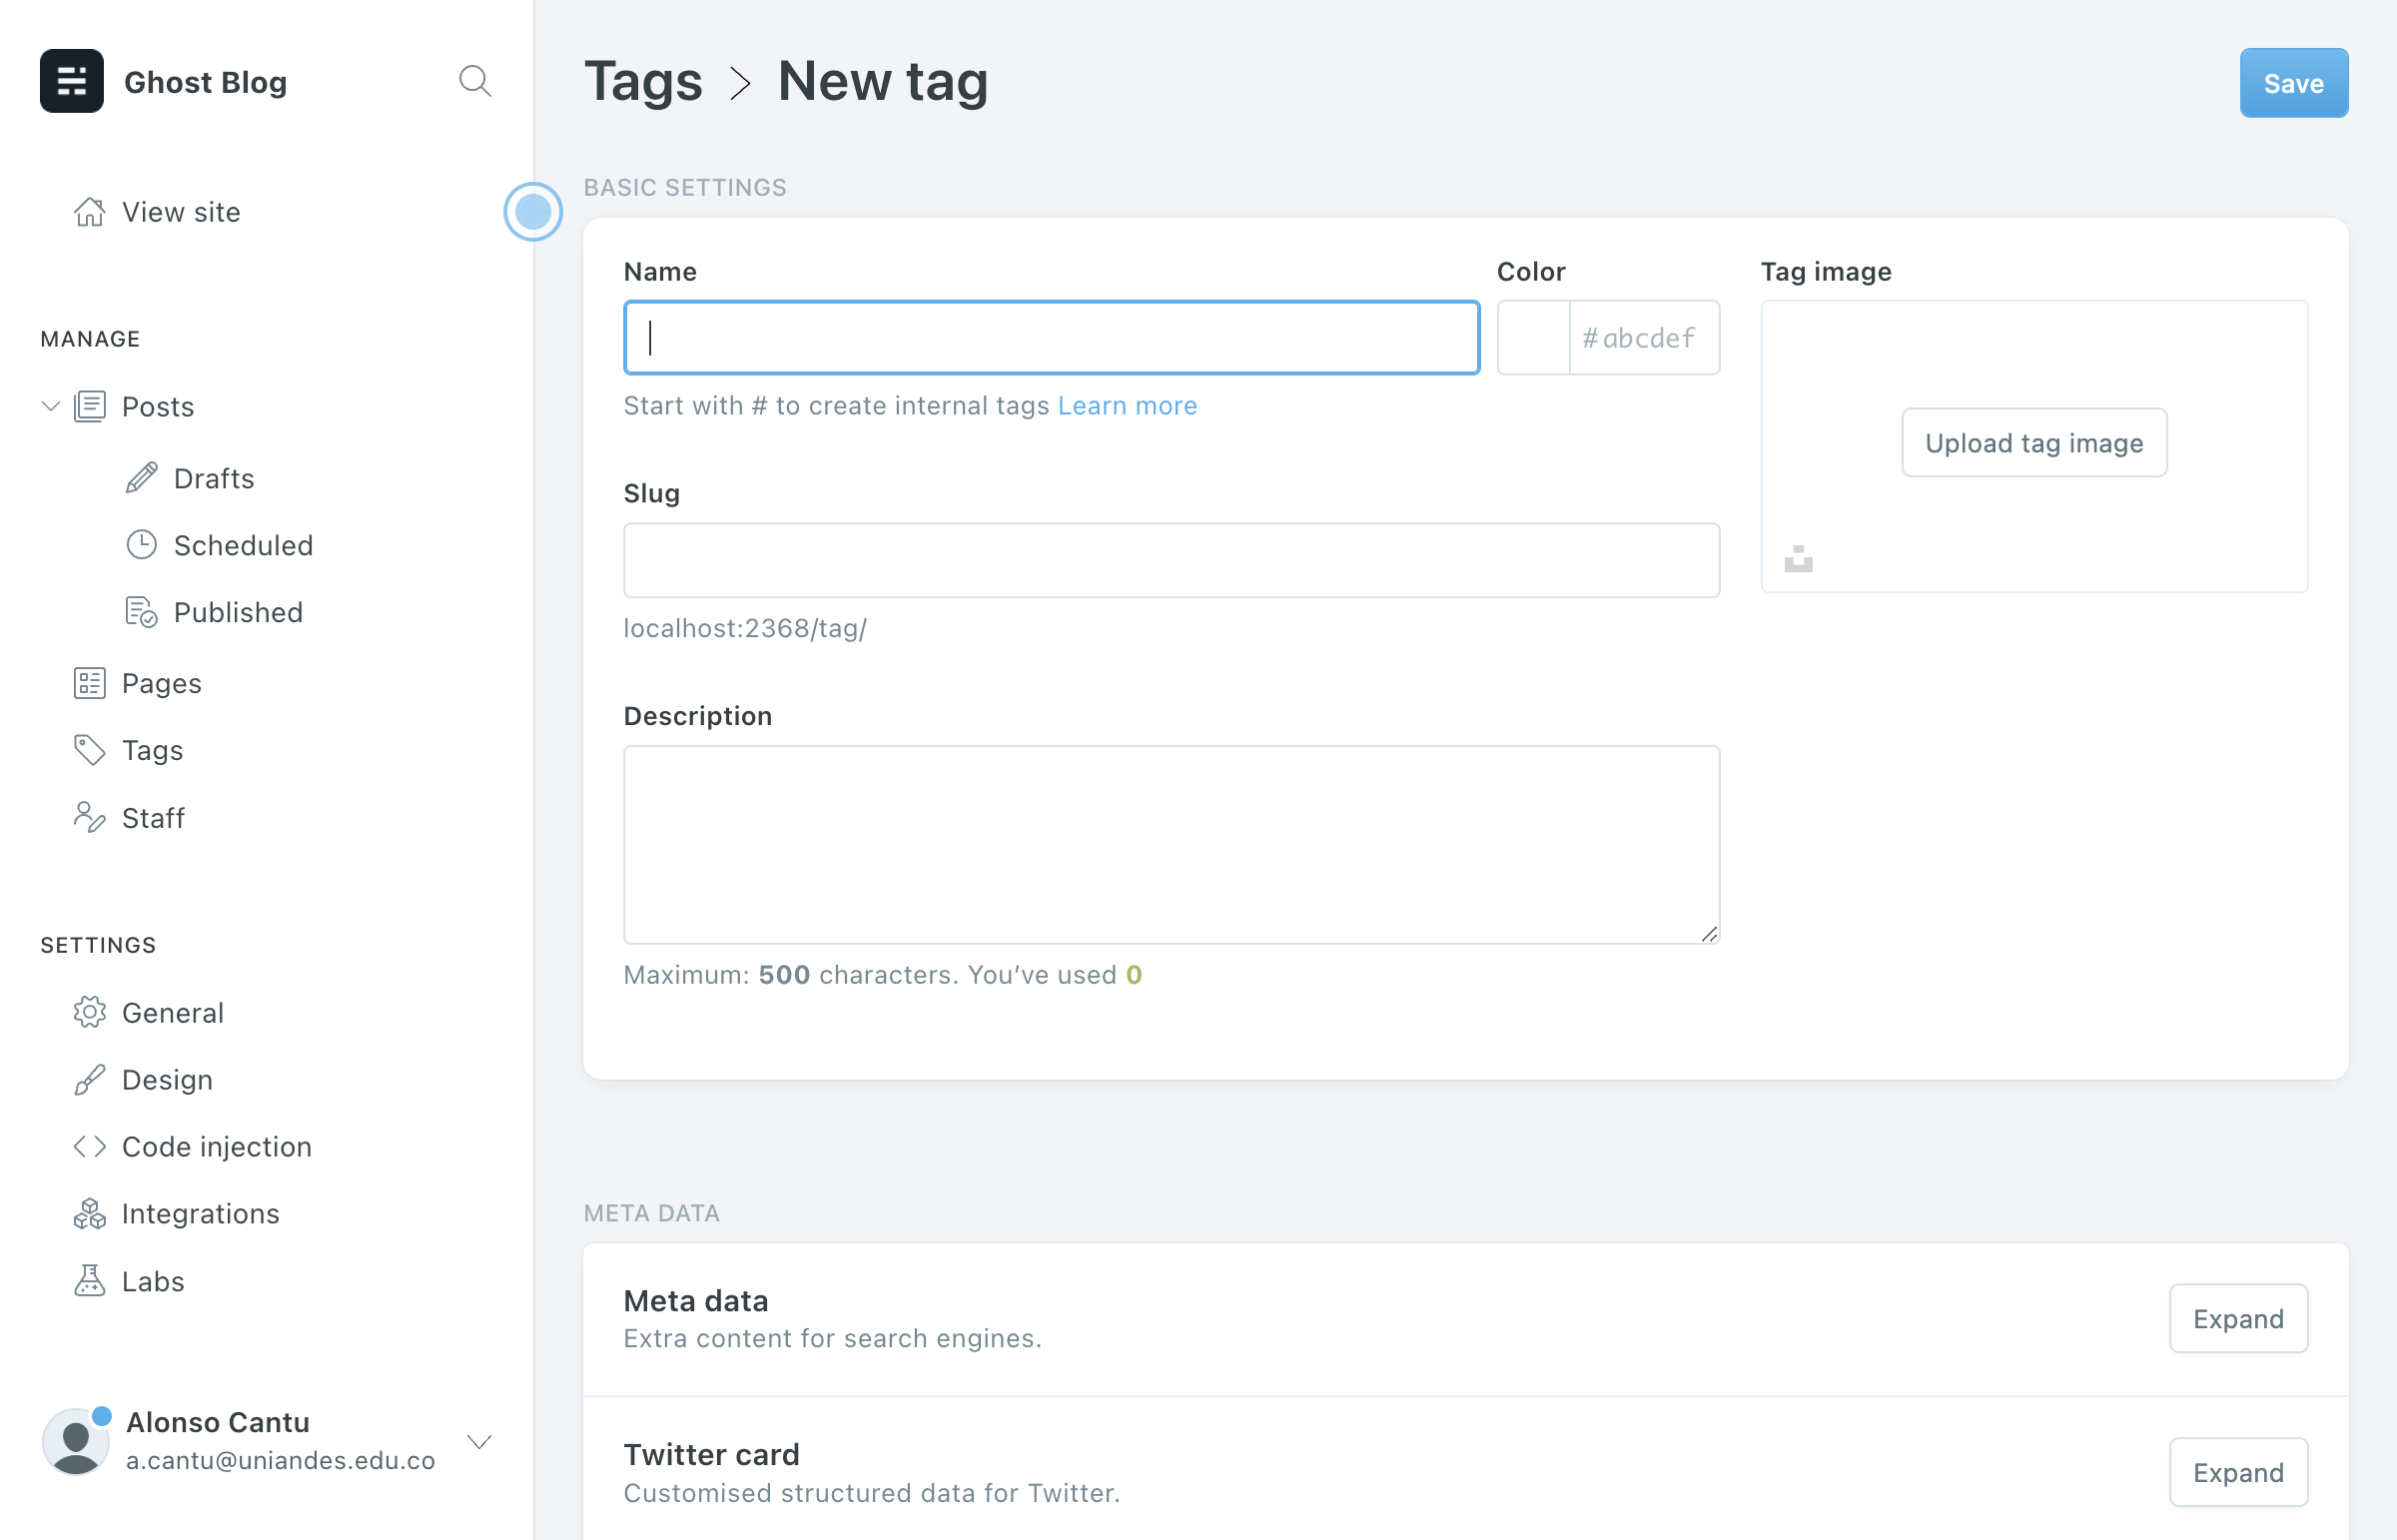 Ghost Blog
View site
MANAGE
Posts
Drafts
Scheduled
Published
Pages
Tags
Staff
SETTINGS
General
Design
Code injection
Integrations
Labs
Alonso Cantu
a.cantu@uniandes.edu.co
Tags > New tag
Save
BASIC SETTINGS
Name
Start with # to create internal tags Learn more
Color
#abcdef
Slug
localhost:2368/tag/
Description
Maximum: 500 characters. You’ve used 0
Tag image
Upload tag image
META DATA
Meta data
Extra content for search engines.
Expand
Twitter card
Customised structured data for Twitter.
Expand